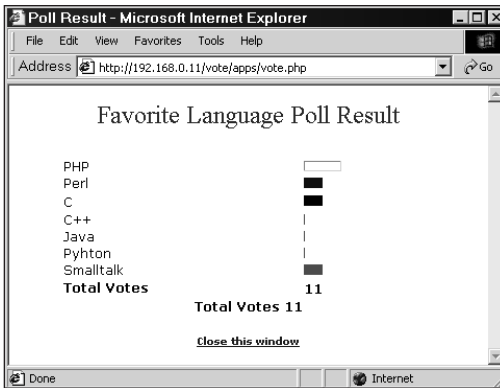 Poll Result - Microsoft Internet Explorer
File Edit View Favorites Tools Help
Address http://192.168.0.11/vote/apps/vote.php Go
Favorite Language Poll Result
PHP
Perl
C
C++
Java
Pyhton
Smalltalk
Total Votes 11
Total Votes 11
Close this window
Done Internet